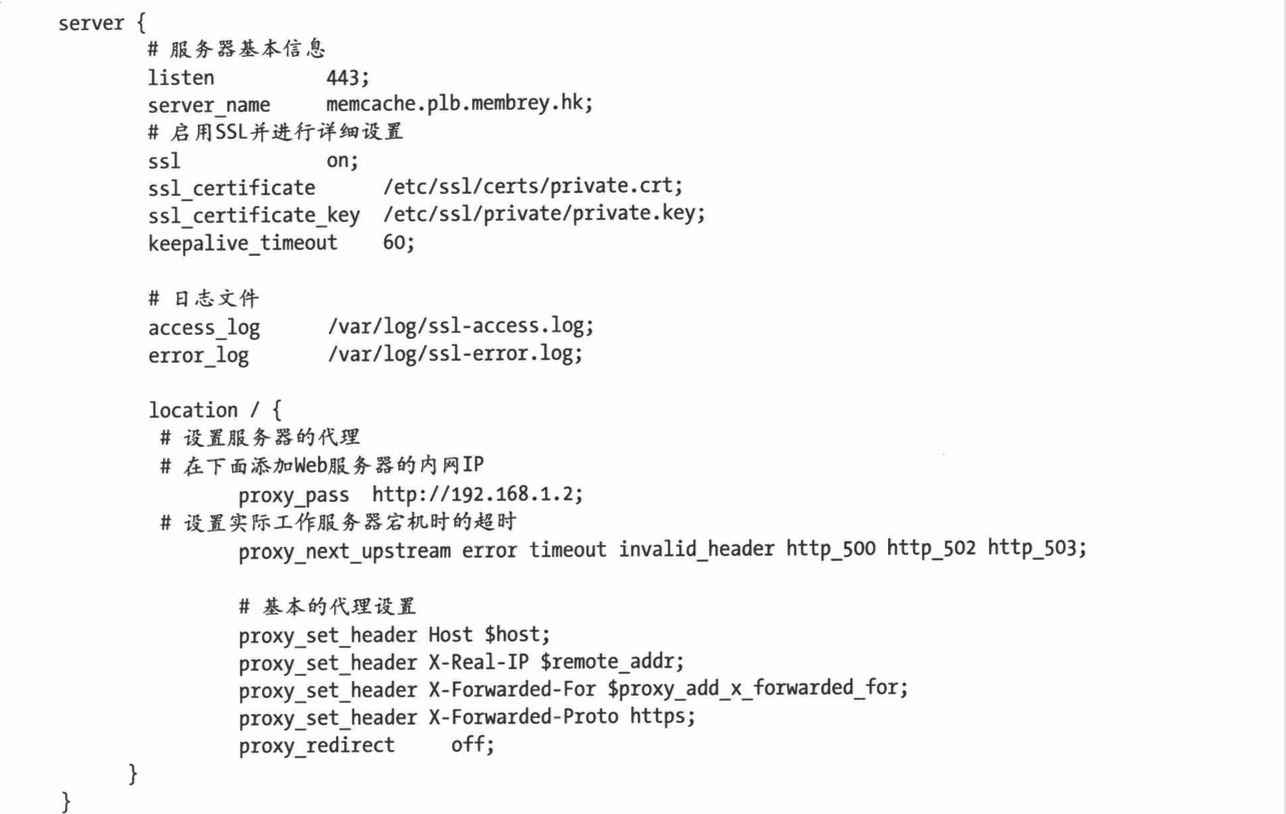 server {
# 服务器基本信息
listen 443;
server_name memcache.plb.membrey.hk;
# 启用SSL并进行详细设置
ssl on;
ssl_certificate /etc/ssl/certs/private.crt;
ssl_certificate_key /etc/ssl/private/private.key;
keepalive_timeout 60;
# 日志文件
access_log /var/log/ssl-access.log;
error_log /var/log/ssl-error.log;
location / {
# 设置服务器的代理
# 在下面添加Web服务器的内网IP
proxy_pass http://192.168.1.2;
# 设置实际工作服务器宕机时的超时
proxy_next_upstream error timeout invalid_header http_500 http_502 http_503;
# 基本的代理设置
proxy_set_header Host $host;
proxy_set_header X-Real-IP $remote_addr;
proxy_set_header X-Forwarded-For $proxy_add_x_forwarded_for;
proxy_set_header X-Forwarded-Proto https;
proxy_redirect off;
}
}